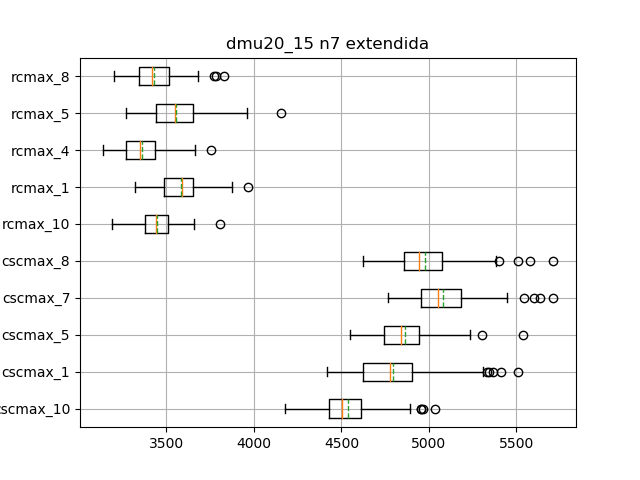 dmu20_15 n7 extendida
rcmax_8
rcmax_5
rcmax_4
rcmax_1
rcmax_10
cscmax_8
cscmax_7
cscmax_5
cscmax_1
cscmax_10
3500 4000 4500 5000 5500